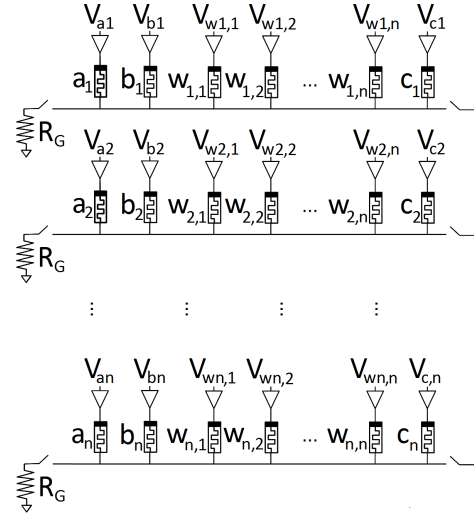 Va1 Vb1 Vw1,1 Vw1,2 Vw1,n Vc1
a1 b1 w1,1 w1,2 ... w1,n c1
RG
Va2 Vb2 Vw2,1 Vw2,2 Vw2,n Vc2
a2 b2 w2,1 w2,2 ... w2,n c2
RG
⋮ ⋮ ⋮ ⋮
Van Vbn Vwn,1 Vwn,2 Vwn,n Vc,n
an bn wn,1 wn,2 ... wn,n cn
RG